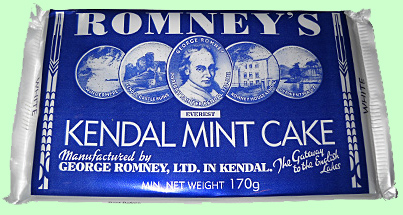 ROMNEY'S
GEORGE ROMNEY
EVEREST
KENDAL MINT CAKE
Manufactured by
GEORGE ROMNEY, LTD. IN KENDAL.
The Gateway
to the English
Lakes
MIN. NET WEIGHT 170g
WHITE
WHITE